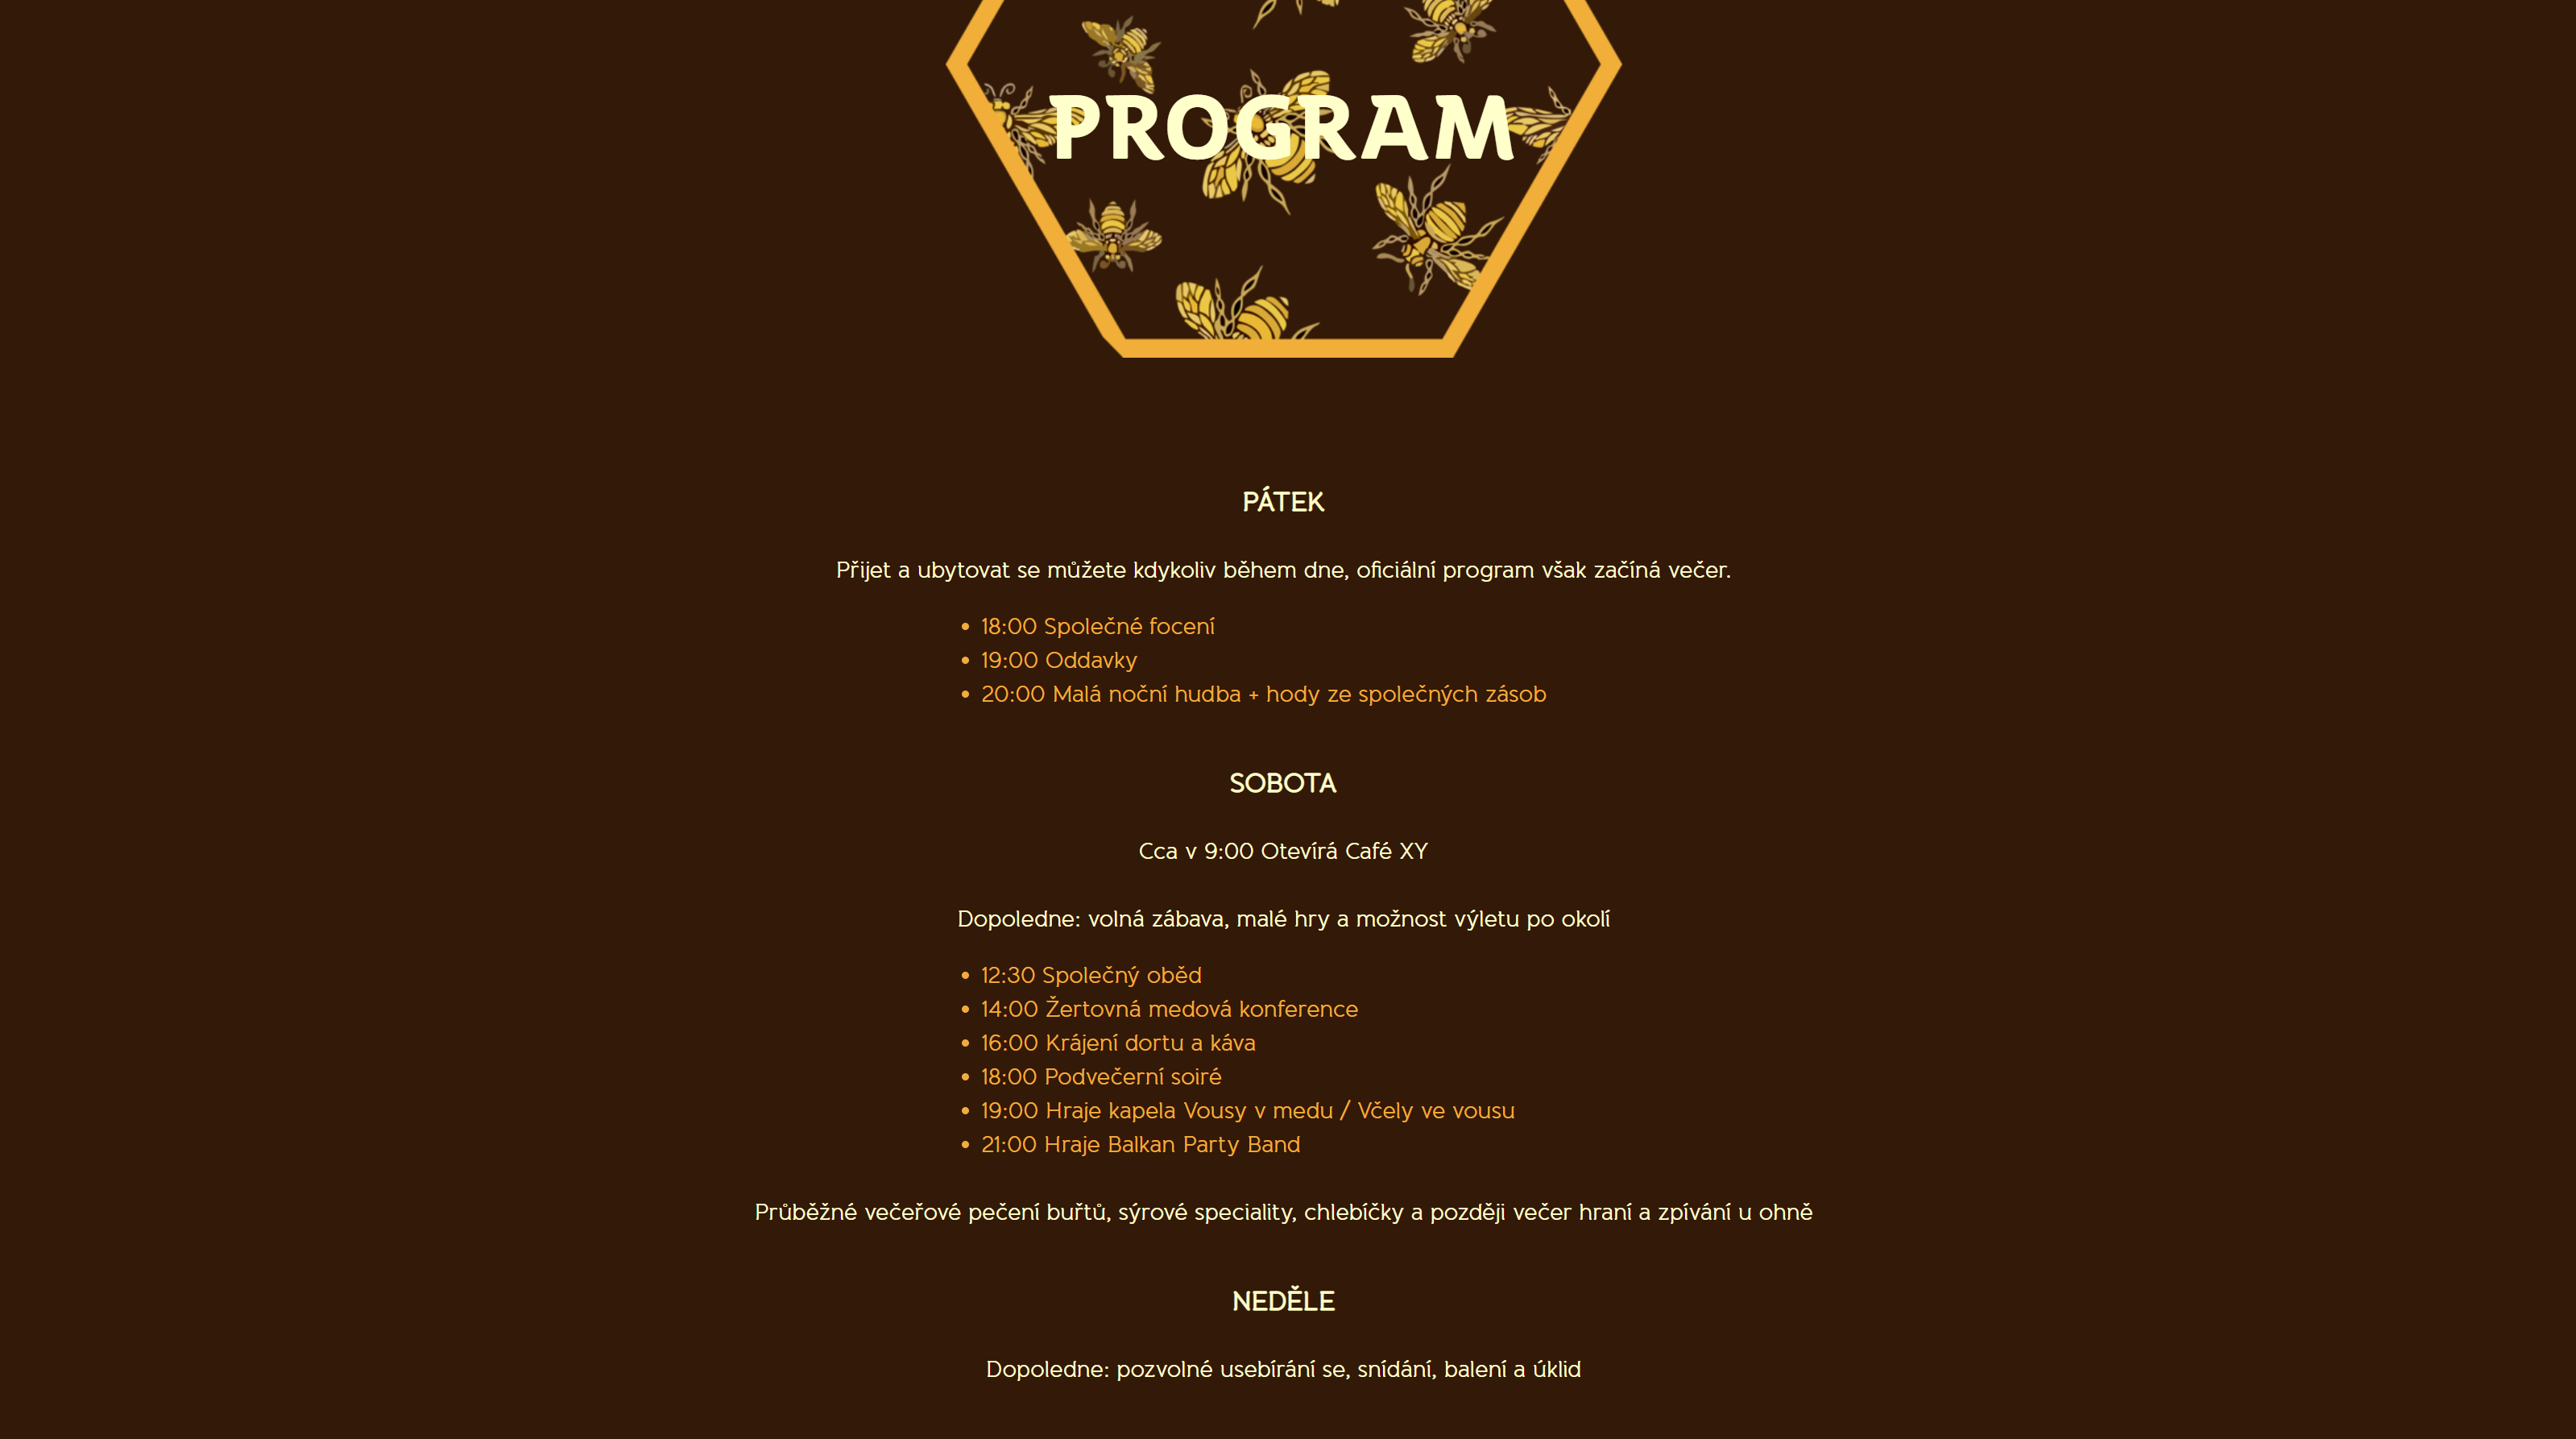 PROGRAM
PÁTEK
Přijet a ubytovat se můžete kdykoliv během dne, oficiální program však začíná večer.
• 18:00 Společné focení
• 19:00 Oddavky
• 20:00 Malá noční hudba + hody ze společných zásob
SOBOTA
Cca v 9:00 Otevírá Café XY
Dopoledne: volná zábava, malé hry a možnost výletu po okolí
• 12:30 Společný oběd
• 14:00 Žertovná medová konference
• 16:00 Krájení dortu a káva
• 18:00 Podvečerní soiré
• 19:00 Hraje kapela Vousy v medu / Včely ve vousu
• 21:00 Hraje Balkan Party Band
Průběžné večeřové pečení buřtů, sýrové speciality, chlebíčky a později večer hraní a zpívání u ohně
NEDĚLE
Dopoledne: pozvolné usebírání se, snídání, balení a úklid